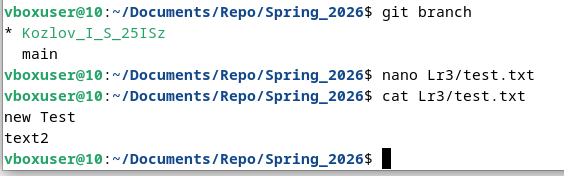 vboxuser@10:~/Documents/Repo/Spring_2026$ git branch
* Kozlov_I_S_25ISz
  main
vboxuser@10:~/Documents/Repo/Spring_2026$ nano Lr3/test.txt
vboxuser@10:~/Documents/Repo/Spring_2026$ cat Lr3/test.txt
new Test
text2
vboxuser@10:~/Documents/Repo/Spring_2026$